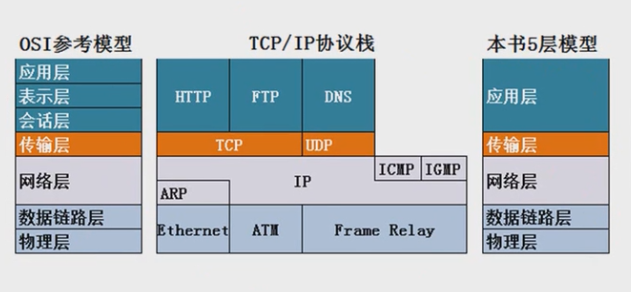 OSI参考模型
应用层
表示层
会话层
传输层
网络层
数据链路层
物理层
TCP/IP协议栈
HTTP FTP DNS
TCP UDP
ICMP IGMP
IP
ARP
Ethernet ATM Frame Relay
本书5层模型
应用层
传输层
网络层
数据链路层
物理层